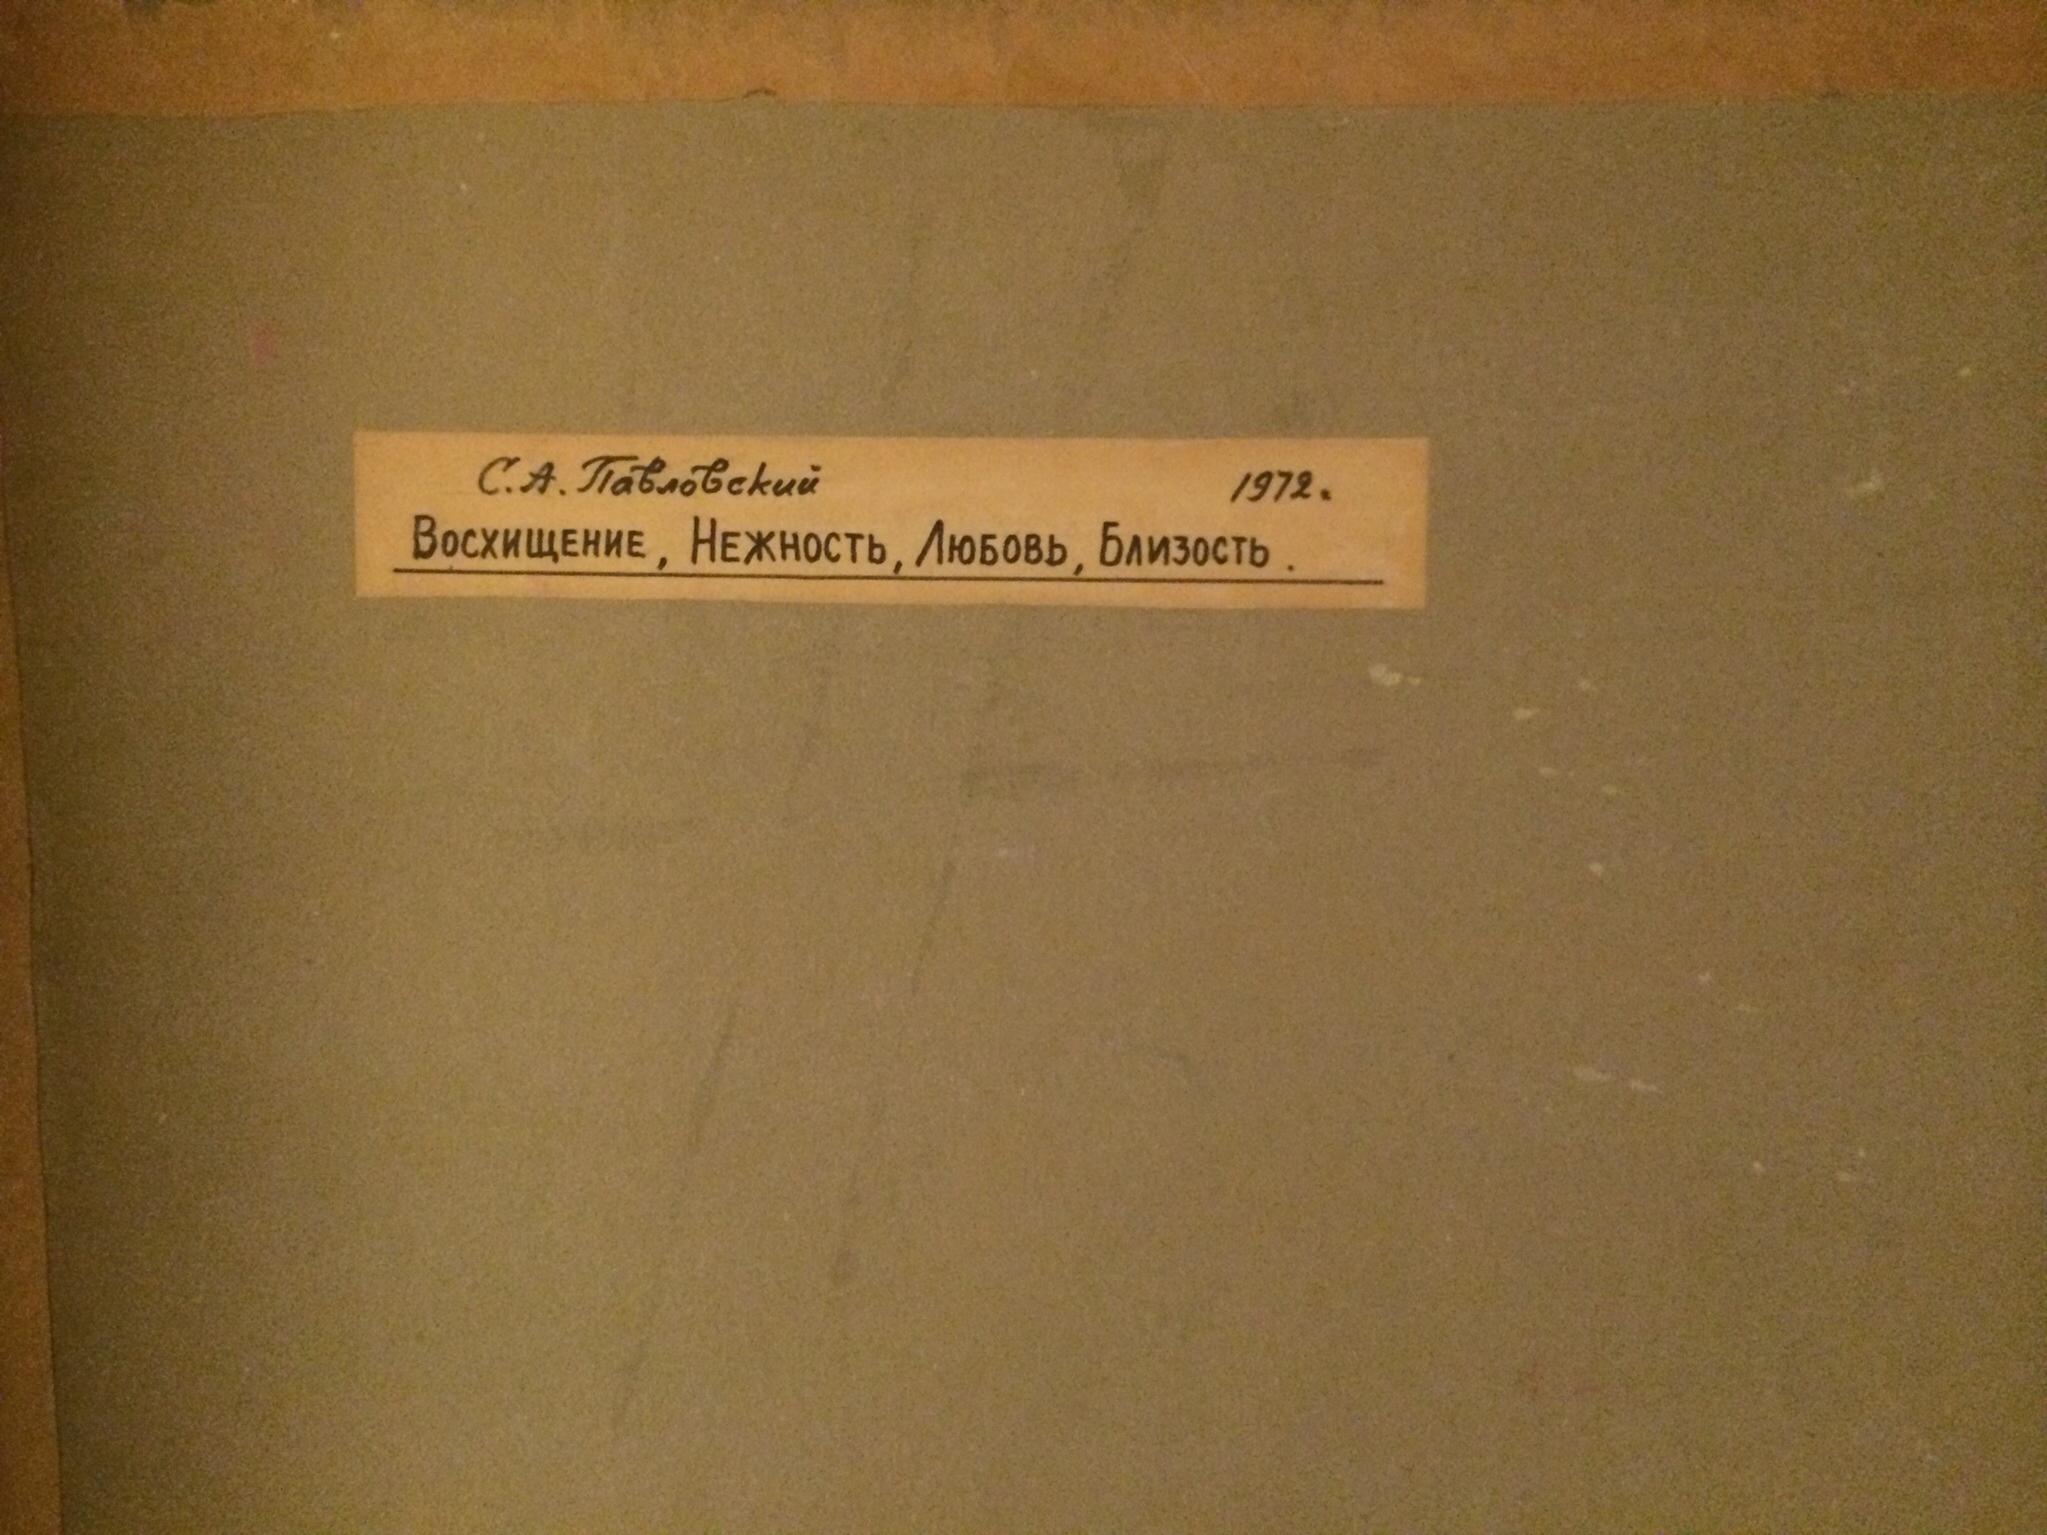 С.А. Павловский 1972.
Восхищение, Нежность, Любовь, Близость.